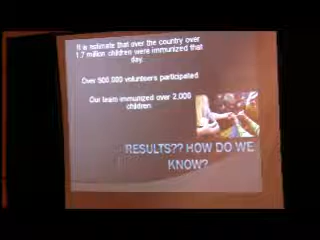 It is estimate that over the country over
1.7 million children were immunized that
day.
Over 500,000 volunteers participated
Our team immunized over 2,000
children.
RESULTS?? HOW DO WE
KNOW?